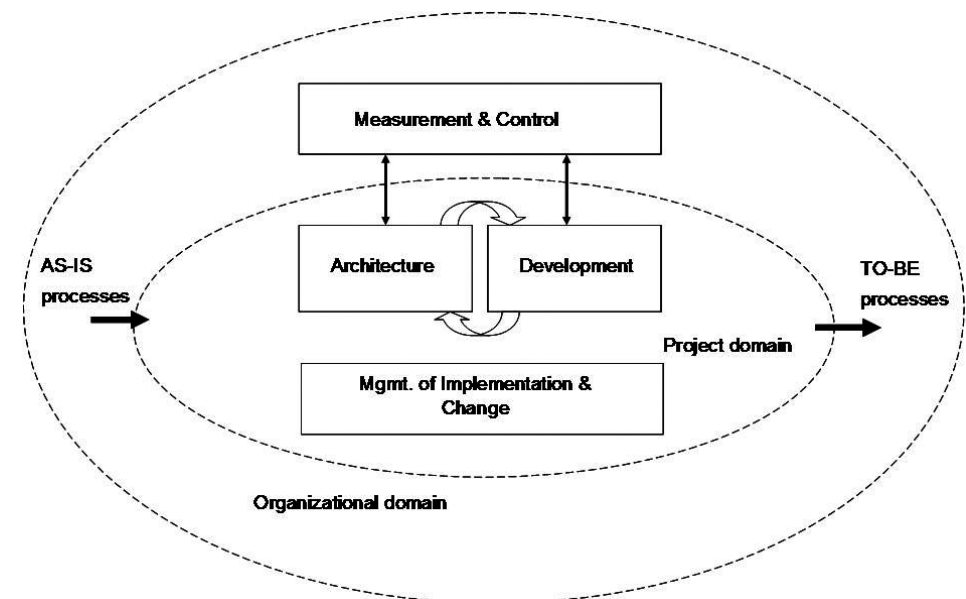 Measurement & Control
AS-IS
processes
Architecture
Development
TO-BE
processes
Project domain
Mgmt. of Implementation &
Change
Organizational domain